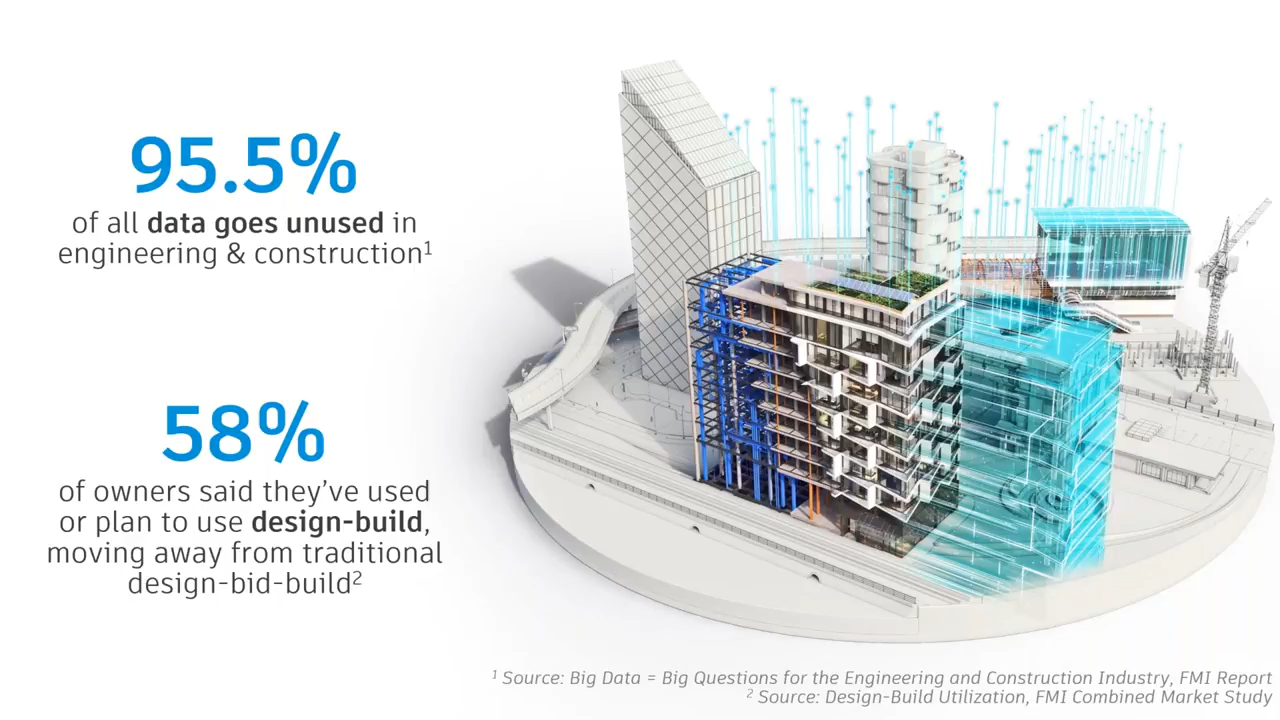 95.5%
of all data goes unused in
engineering & construction¹
58%
of owners said they’ve used
or plan to use design-build,
moving away from traditional
design-bid-build²
¹ Source: Big Data = Big Questions for the Engineering and Construction Industry, FMI Report
² Source: Design-Build Utilization, FMI Combined Market Study